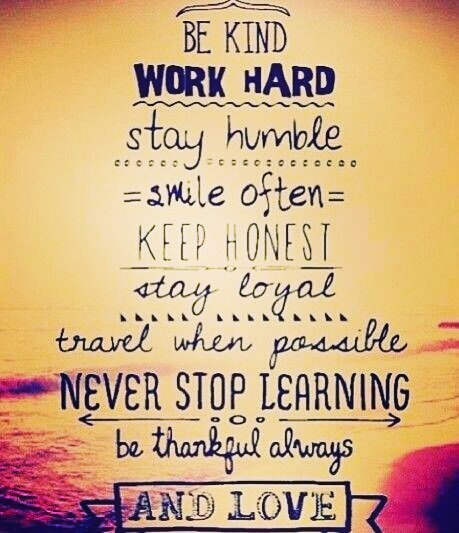 BE KIND
WORK HARD
stay humble
smile often
KEEP HONEST
stay loyal
travel when possible
NEVER STOP LEARNING
be thankful always
AND LOVE